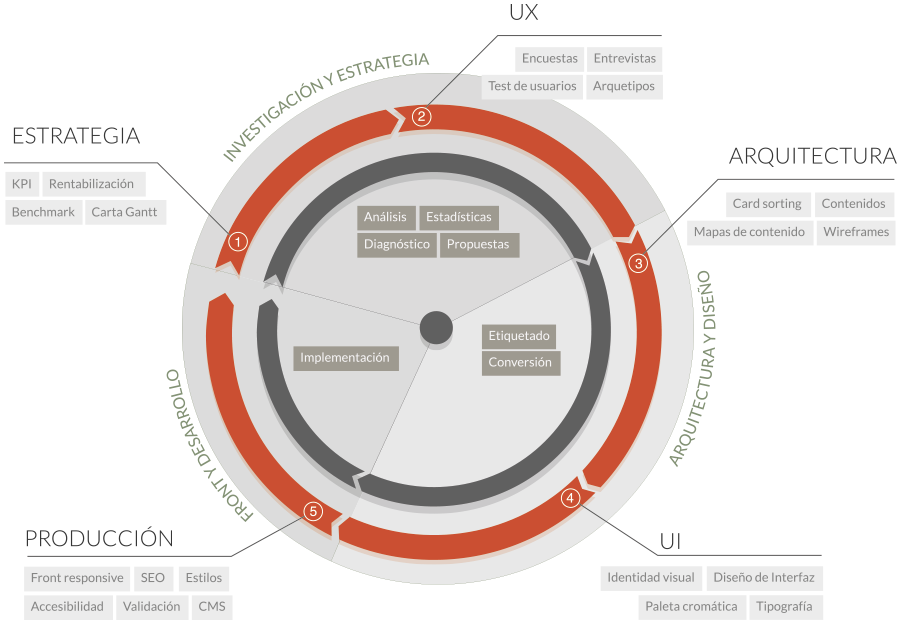 UX
Encuestas Entrevistas
Test de usuarios Arquetipos
INVESTIGACIÓN Y ESTRATEGIA
ESTRATEGIA
KPI Rentabilización
Benchmark Carta Gantt
ARQUITECTURA
Card sorting Contenidos
Mapas de contenido Wireframes
2
1
3
Análisis Estadísticas
Diagnóstico Propuestas
Etiquetado
Conversión
Implementación
ARQUITECTURA Y DISEÑO
FRONT Y DESARROLLO
4
5
PRODUCCIÓN
Front responsive SEO Estilos
Accesibilidad Validación CMS
UI
Identidad visual Diseño de Interfaz
Paleta cromática Tipografía